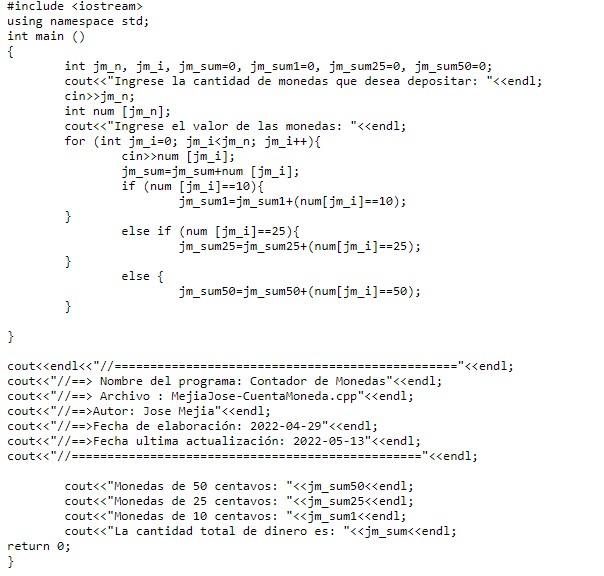 #include <iostream>
using namespace std;
int main ()
{
        int jm_n, jm_i, jm_sum=0, jm_sum1=0, jm_sum25=0, jm_sum50=0;
        cout<<"Ingrese la cantidad de monedas que desea depositar: "<<endl;
        cin>>jm_n;
        int num [jm_n];
        cout<<"Ingrese el valor de las monedas: "<<endl;
        for (int jm_i=0; jm_i<jm_n; jm_i++){
                cin>>num [jm_i];
                jm_sum=jm_sum+num [jm_i];
                if (num [jm_i]==10){
                        jm_sum1=jm_sum1+(num[jm_i]==10);
        }
                else if (num [jm_i]==25){
                        jm_sum25=jm_sum25+(num[jm_i]==25);
        }
                else {
                        jm_sum50=jm_sum50+(num[jm_i]==50);
        }

}

cout<<endl<<"//================================================"<<endl;
cout<<"//==> Nombre del programa: Contador de Monedas"<<endl;
cout<<"//==> Archivo : MejiaJose-CuentaMoneda.cpp"<<endl;
cout<<"//==>Autor: Jose Mejia"<<endl;
cout<<"//==>Fecha de elaboración: 2022-04-29"<<endl;
cout<<"//==>Fecha ultima actualización: 2022-05-13"<<endl;
cout<<"//================================================="<<endl;

        cout<<"Monedas de 50 centavos: "<<jm_sum50<<endl;
        cout<<"Monedas de 25 centavos: "<<jm_sum25<<endl;
        cout<<"Monedas de 10 centavos: "<<jm_sum1<<endl;
        cout<<"La cantidad total de dinero es: "<<jm_sum<<endl;
return 0;
}